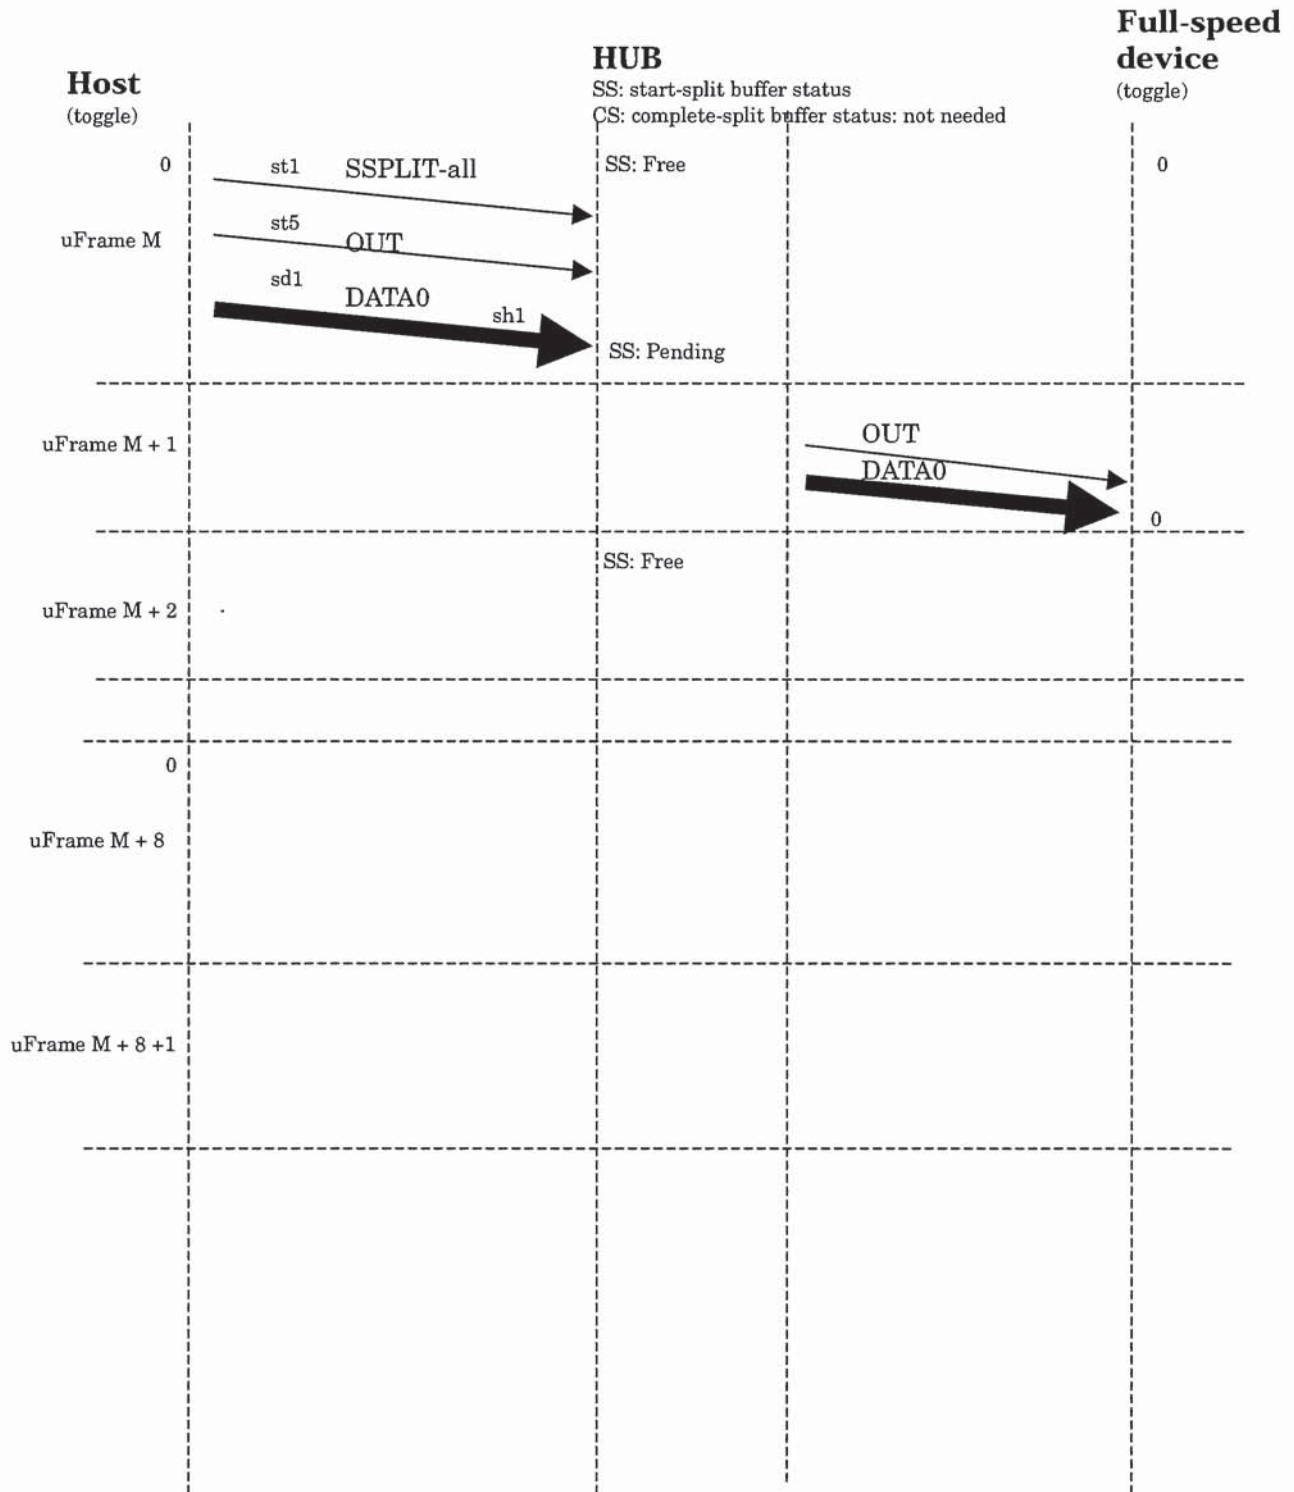 Full-speed
device
(toggle)
HUB
SS: start-split buffer status
CS: complete-split buffer status: not needed
Host
(toggle)
0
st1 SSPLIT-all
SS: Free
0
st5
uFrame M
OUT
sd1
DATA0
sh1
SS: Pending
uFrame M + 1
OUT
DATA0
0
SS: Free
uFrame M + 2
0
uFrame M + 8
uFrame M + 8 +1